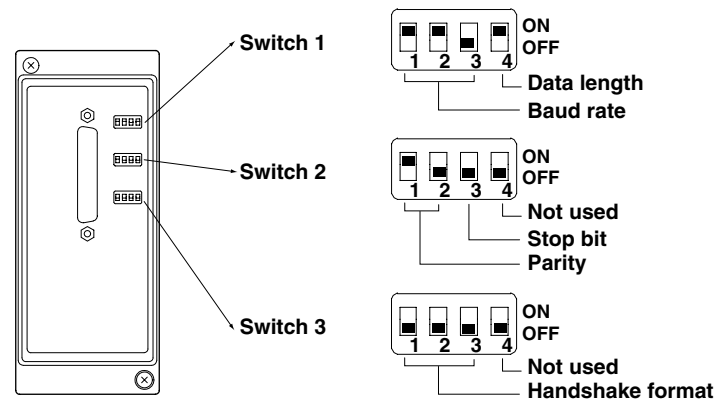 Switch 1
Switch 2
Switch 3
ON
OFF
1 2 3 4
Data length
Baud rate
ON
OFF
1 2 3 4
Not used
Stop bit
Parity
ON
OFF
1 2 3 4
Not used
Handshake format